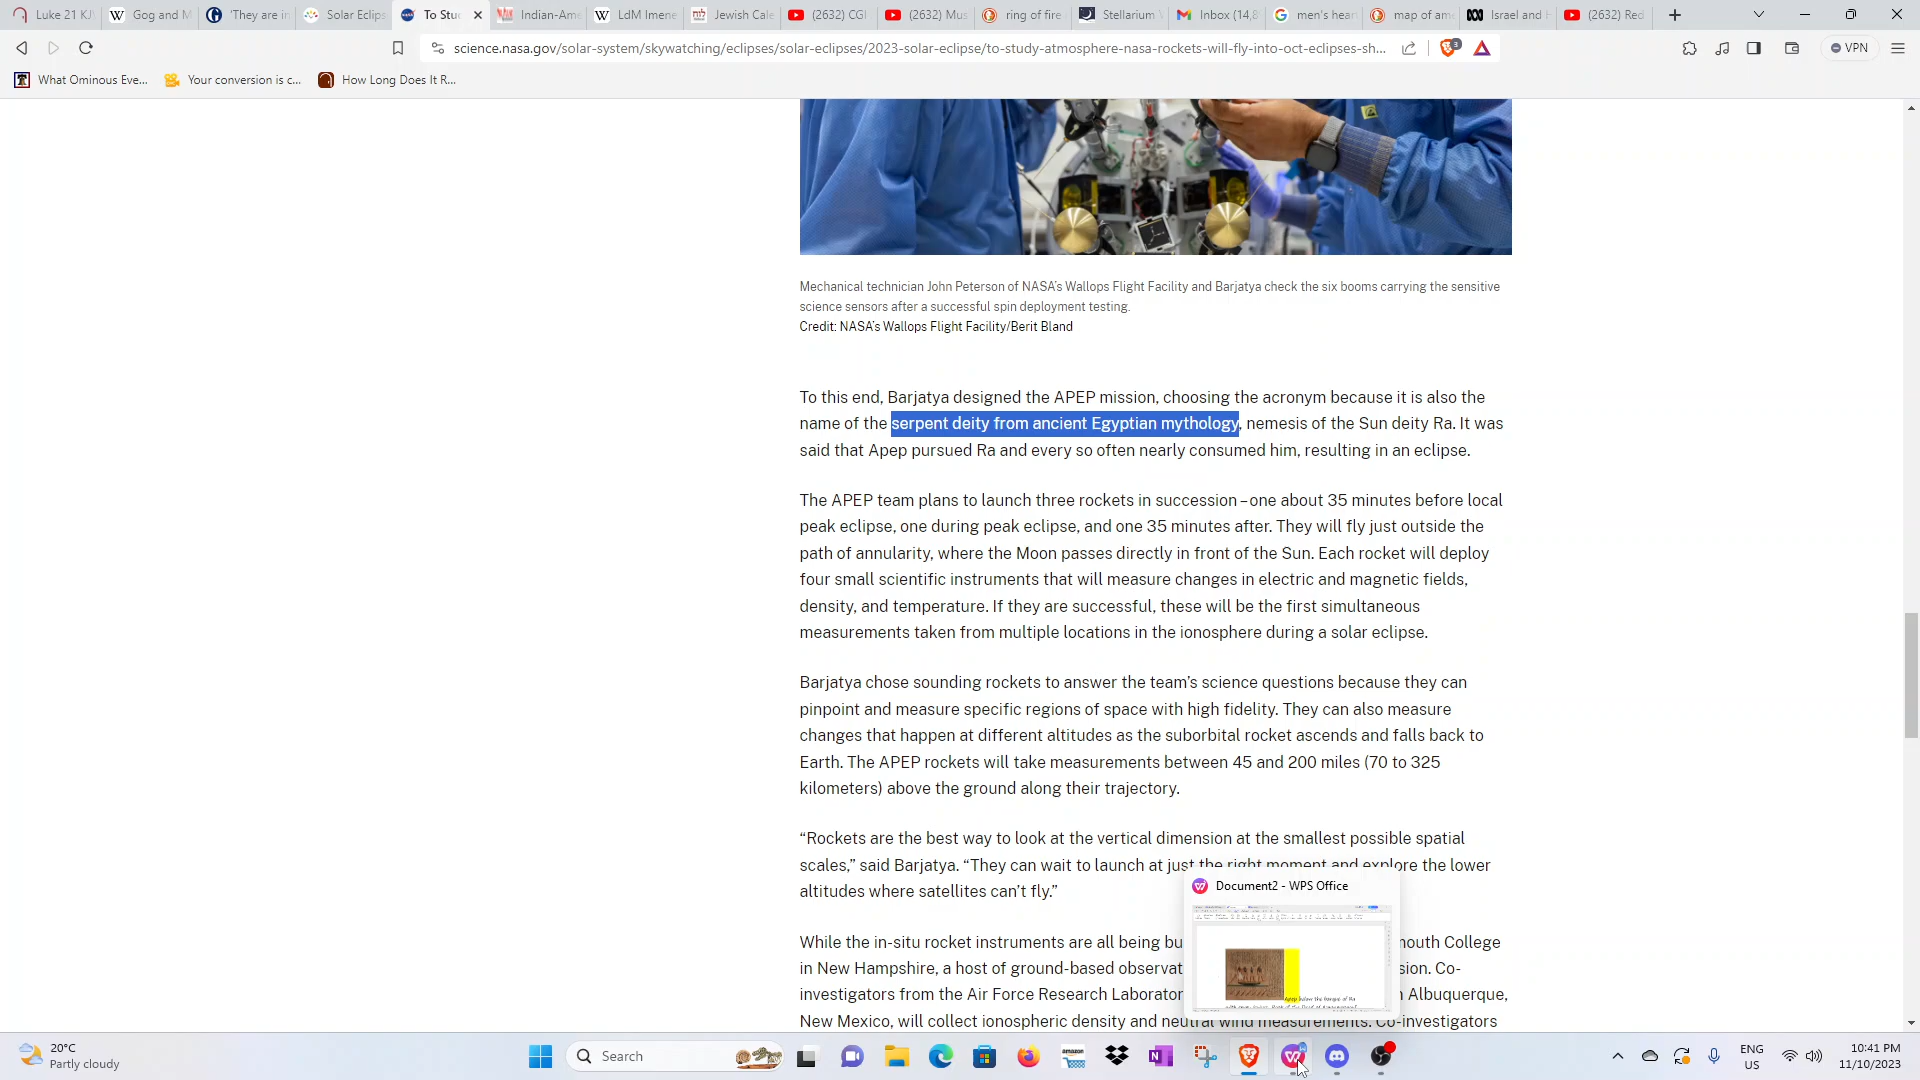 Luke 21 KJ
Gog and M
'They are in
Solar Eclips
To Stu
Indian-Ame
LdM Imene
Jewish Cale
(2632) CGI
(2632) Mus
ring of fire
Stellarium
Inbox (14,8
men's hear
map of am
Israel and H
(2632) Red
science.nasa.gov/solar-system/skywatching/eclipses/solar-eclipses/2023-solar-eclipse/to-study-atmosphere-nasa-rockets-will-fly-into-oct-eclipses-sh...
3
VPN
What Ominous Eve...
Your conversion is c...
How Long Does It R...
Mechanical technician John Peterson of NASA's Wallops Flight Facility and Barjatya check the six booms carrying the sensitive
science sensors after a successful spin deployment testing.
Credit: NASA's Wallops Flight Facility/Berit Bland
To this end, Barjatya designed the APEP mission, choosing the acronym because it is also the
name of the serpent deity from ancient Egyptian mythology, nemesis of the Sun deity Ra. It was
said that Apep pursued Ra and every so often nearly consumed him, resulting in an eclipse.
The APEP team plans to launch three rockets in succession – one about 35 minutes before local
peak eclipse, one during peak eclipse, and one 35 minutes after. They will fly just outside the
path of annularity, where the Moon passes directly in front of the Sun. Each rocket will deploy
four small scientific instruments that will measure changes in electric and magnetic fields,
density, and temperature. If they are successful, these will be the first simultaneous
measurements taken from multiple locations in the ionosphere during a solar eclipse.
Barjatya chose sounding rockets to answer the team's science questions because they can
pinpoint and measure specific regions of space with high fidelity. They can also measure
changes that happen at different altitudes as the suborbital rocket ascends and falls back to
Earth. The APEP rockets will take measurements between 45 and 200 miles (70 to 325
kilometers) above the ground along their trajectory.
“Rockets are the best way to look at the vertical dimension at the smallest possible spatial
scales,” said Barjatya. “They can wait to launch at just the right moment and explore the lower
altitudes where satellites can't fly.”
Document2 - WPS Office
Apep below the barque of Ra
While the in-situ rocket instruments are all being bu mouth College
in New Hampshire, a host of ground-based observat sion. Co-
investigators from the Air Force Research Laborator n Albuquerque,
New Mexico, will collect ionospheric density and neutral wind measurements. Co-investigators
20°C
Partly cloudy
Search
amazon
ENG
US
10:41 PM
11/10/2023